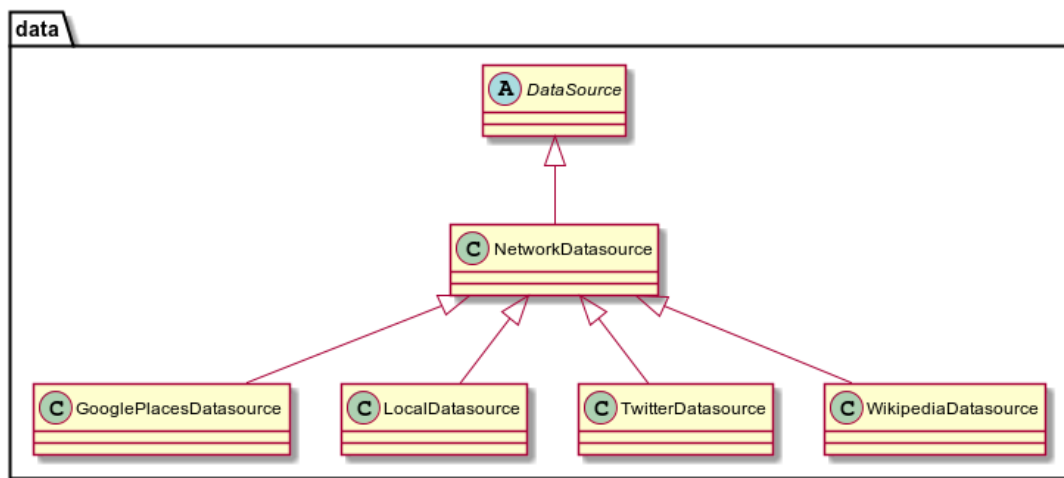 data
A DataSource
C NetworkDatasource
C GooglePlacesDatasource
C LocalDatasource
C TwitterDatasource
C WikipediaDatasource